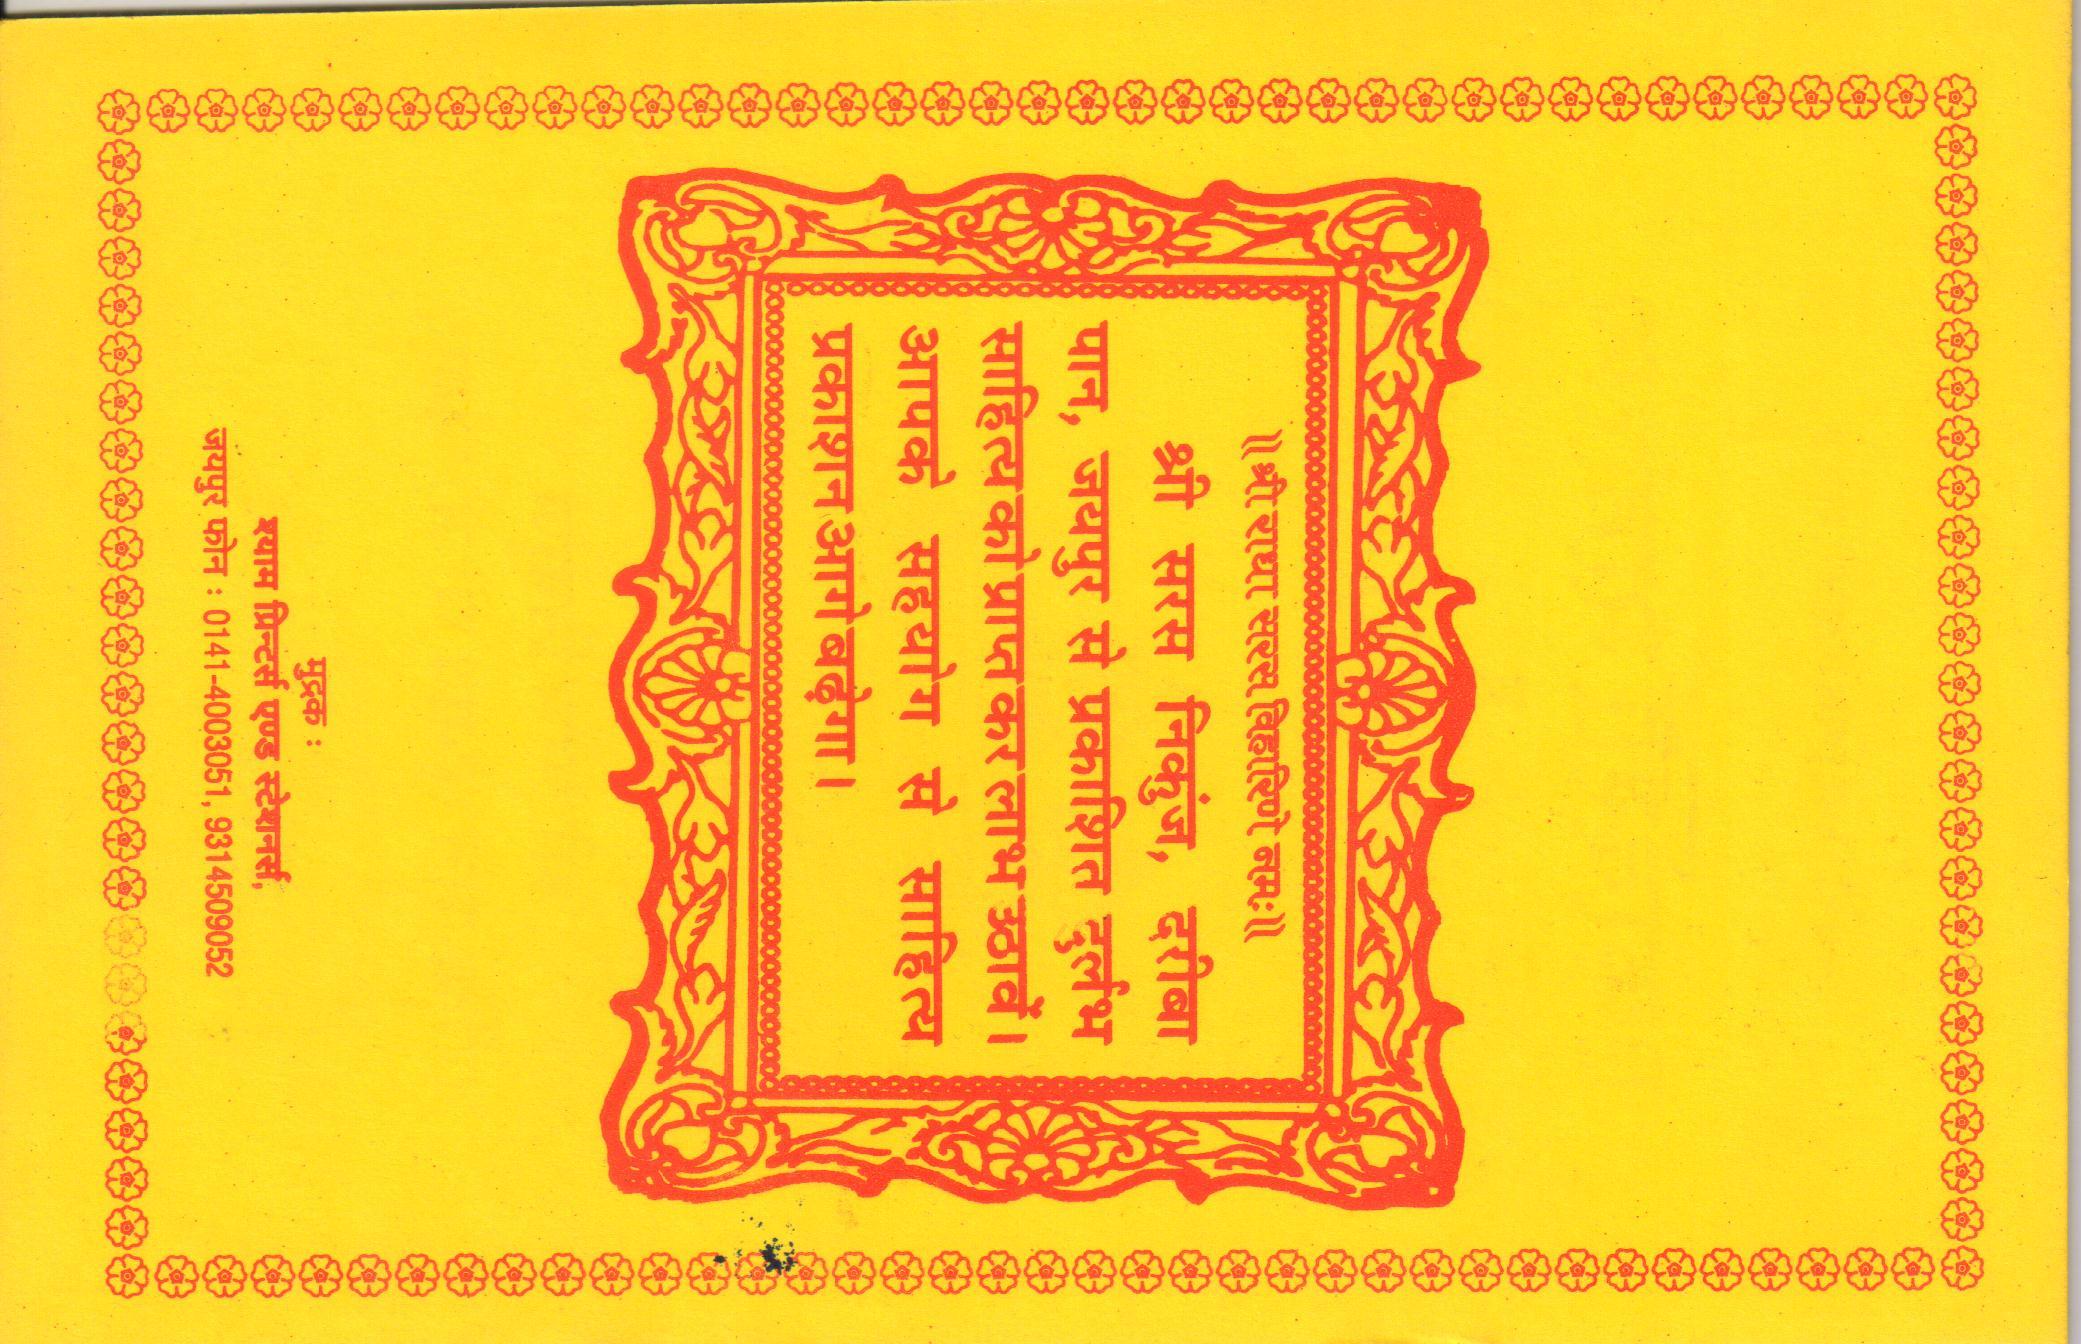 ॥ श्री राधा सरस विहारिणे नमः॥
श्री सरस निकुंज, दरीबा
पान, जयपुर से प्रकाशित दुर्लभ
साहित्य को प्राप्त कर लाभ उठावें।
आपके सहयोग से साहित्य
प्रकाशन आगे बढ़ेगा।
मुद्रक :
श्याम प्रिन्टर्स एण्ड स्टेशनर्स,
जयपुर फोन : 0141-4003051, 9314509052